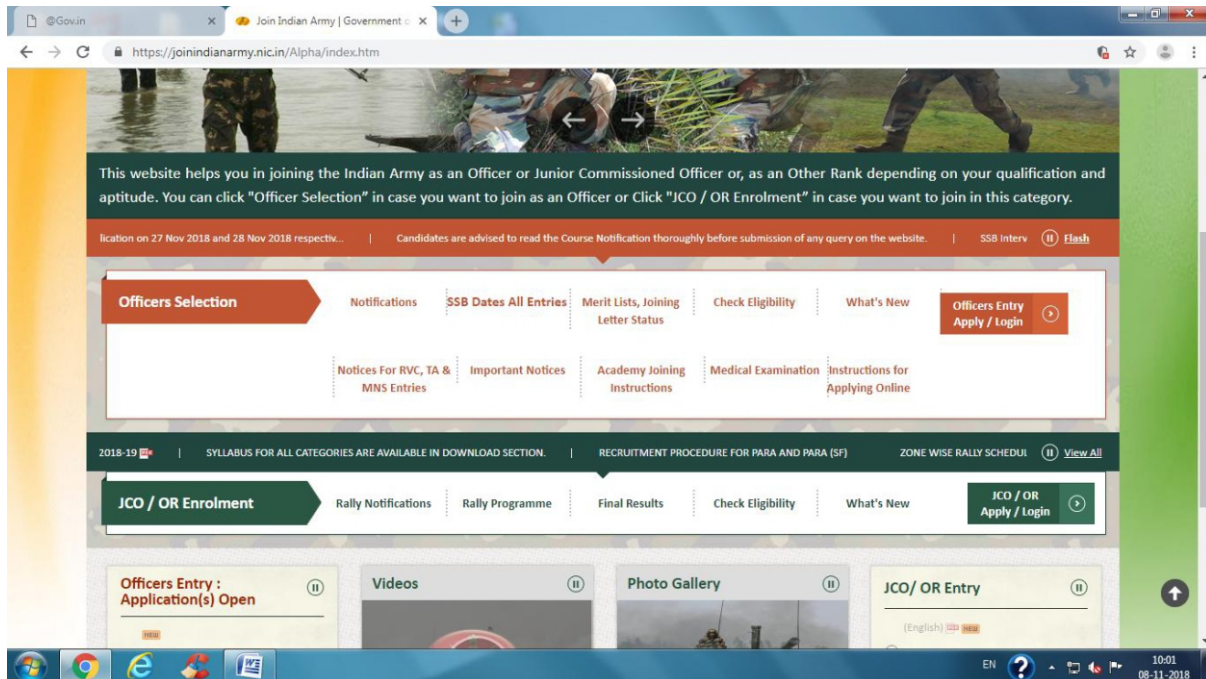 @Gov.in
Join Indian Army | Government o
https://joinindianarmy.nic.in/Alpha/index.htm
This website helps you in joining the Indian Army as an Officer or Junior Commissioned Officer or, as an Other Rank depending on your qualification and
aptitude. You can click "Officer Selection" in case you want to join as an Officer or Click "JCO / OR Enrolment" in case you want to join in this category.
lication on 27 Nov 2018 and 28 Nov 2018 respectiv... | Candidates are advised to read the Course Notification thoroughly before submission of any query on the website. | SSB Interv Flash
Officers Selection
Notifications
SSB Dates All Entries
Merit Lists, Joining
Letter Status
Check Eligibility
What's New
Officers Entry
Apply / Login
Notices For RVC, TA &
MNS Entries
Important Notices
Academy Joining
Instructions
Medical Examination
Instructions for
Applying Online
2018-19 | SYLLABUS FOR ALL CATEGORIES ARE AVAILABLE IN DOWNLOAD SECTION. | RECRUITMENT PROCEDURE FOR PARA AND PARA (SF) ZONE WISE RALLY SCHEDUL View All
JCO / OR Enrolment
Rally Notifications
Rally Programme
Final Results
Check Eligibility
What's New
JCO / OR
Apply / Login
Officers Entry :
Application(s) Open
NEW
Videos
Photo Gallery
JCO/ OR Entry
(English) NEW
EN
10:01
08-11-2018